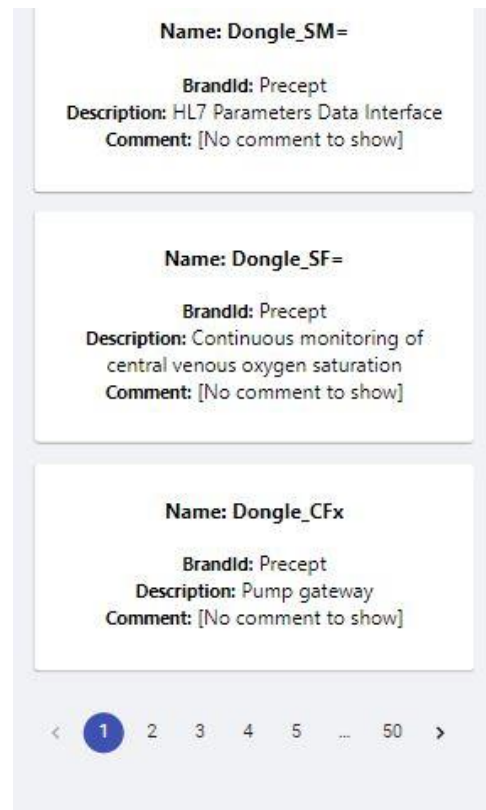 Name: Dongle_SM=
BrandId: Precept
Description: HL7 Parameters Data Interface
Comment: [No comment to show]
Name: Dongle_SF=
BrandId: Precept
Description: Continuous monitoring of
central venous oxygen saturation
Comment: [No comment to show]
Name: Dongle_CFx
BrandId: Precept
Description: Pump gateway
Comment: [No comment to show]
< 1 2 3 4 5 ... 50 >